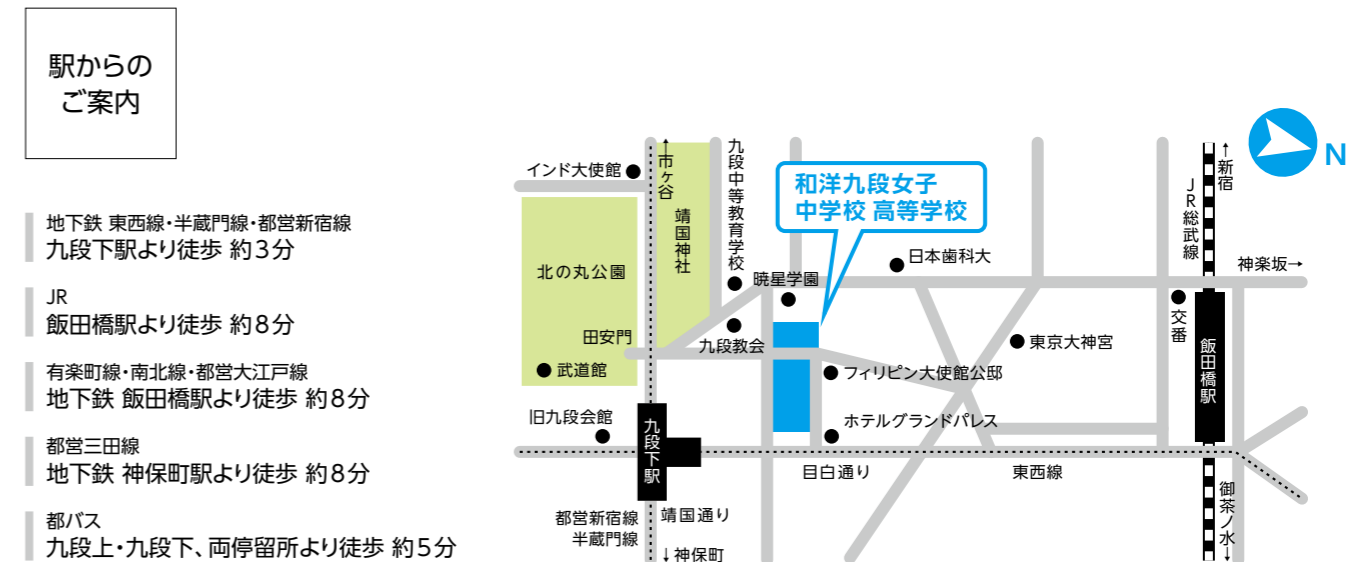 駅からの
ご案内
地下鉄 東西線・半蔵門線・都営新宿線
九段下駅より徒歩 約3分
JR
飯田橋駅より徒歩 約8分
有楽町線・南北線・都営大江戸線
地下鉄 飯田橋駅より徒歩 約8分
都営三田線
地下鉄 神保町駅より徒歩 約8分
都バス
九段上・九段下、両停留所より徒歩 約5分
インド大使館
←市ヶ谷
靖国神社
九段中等教育学校
和洋九段女子
中学校 高等学校
日本歯科大
暁星学園
JR総武線
←新宿
N
神楽坂→
北の丸公園
田安門
武道館
九段教会
フィリピン大使館公邸
東京大神宮
交番
飯田橋駅
旧九段会館
九段下駅
ホテルグランドパレス
目白通り
東西線
都営新宿線
半蔵門線
靖国通り
↓神保町
御茶ノ水→